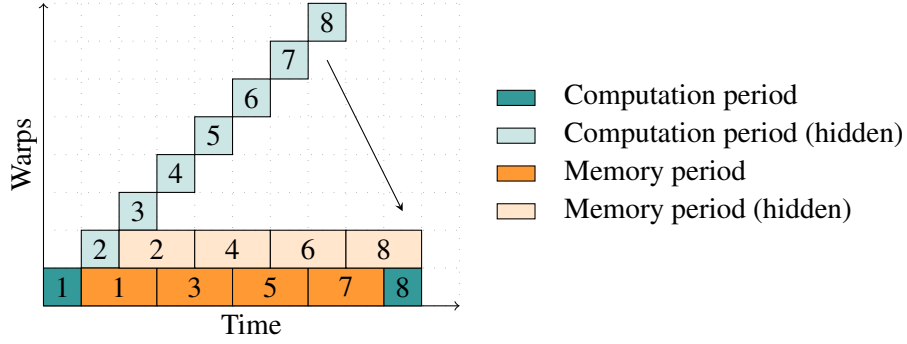 8
7
6
5
4
3
2 2 4 6 8
1 1 3 5 7 8
Warps
Time
Computation period
Computation period (hidden)
Memory period
Memory period (hidden)